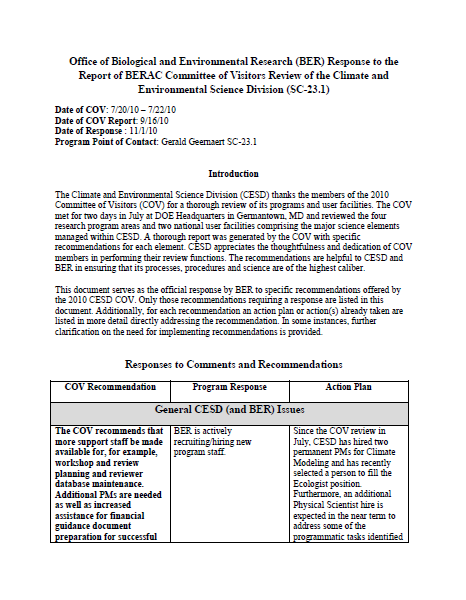 Office of Biological and Environmental Research (BER) Response to the
Report of BERAC Committee of Visitors Review of the Climate and
Environmental Science Division (SC-23.1)
Date of COV: 7/20/10 – 7/22/10
Date of COV Report: 9/16/10
Date of Response : 11/1/10
Program Point of Contact: Gerald Geernaert SC-23.1
Introduction
The Climate and Environmental Science Division (CESD) thanks the members of the 2010
Committee of Visitors (COV) for a thorough review of its programs and user facilities. The COV
met for two days in July at DOE Headquarters in Germantown, MD and reviewed the four
research program areas and two national user facilities comprising the major science elements
managed within CESD. A thorough report was generated by the COV with specific
recommendations for each element. CESD appreciates the thoughtfulness and dedication of COV
members in performing their review functions. The recommendations are helpful to CESD and
BER in ensuring that its processes, procedures and science are of the highest caliber.
This document serves as the official response by BER to specific recommendations offered by
the 2010 CESD COV. Only those recommendations requiring a response are listed in this
document. Additionally, for each recommendation an action plan or action(s) already taken are
listed in more detail directly addressing the recommendation. In some instances, further
clarification on the need for implementing recommendations is provided.
Responses to Comments and Recommendations
COV Recommendation
Program Response
Action Plan
General CESD (and BER) Issues
The COV recommends that
more support staff be made
available for, for example,
workshop and review
planning and reviewer
database maintenance.
Additional PMs are needed
as well as increased
assistance for financial
guidance document
preparation for successful
BER is actively
recruiting/hiring new
program staff.
Since the COV review in
July, CESD has hired two
permanent PMs for Climate
Modeling and has recently
selected a person to fill the
Ecologist position.
Furthermore, an additional
Physical Scientist hire is
expected in the near term to
address some of the
programmatic tasks identified